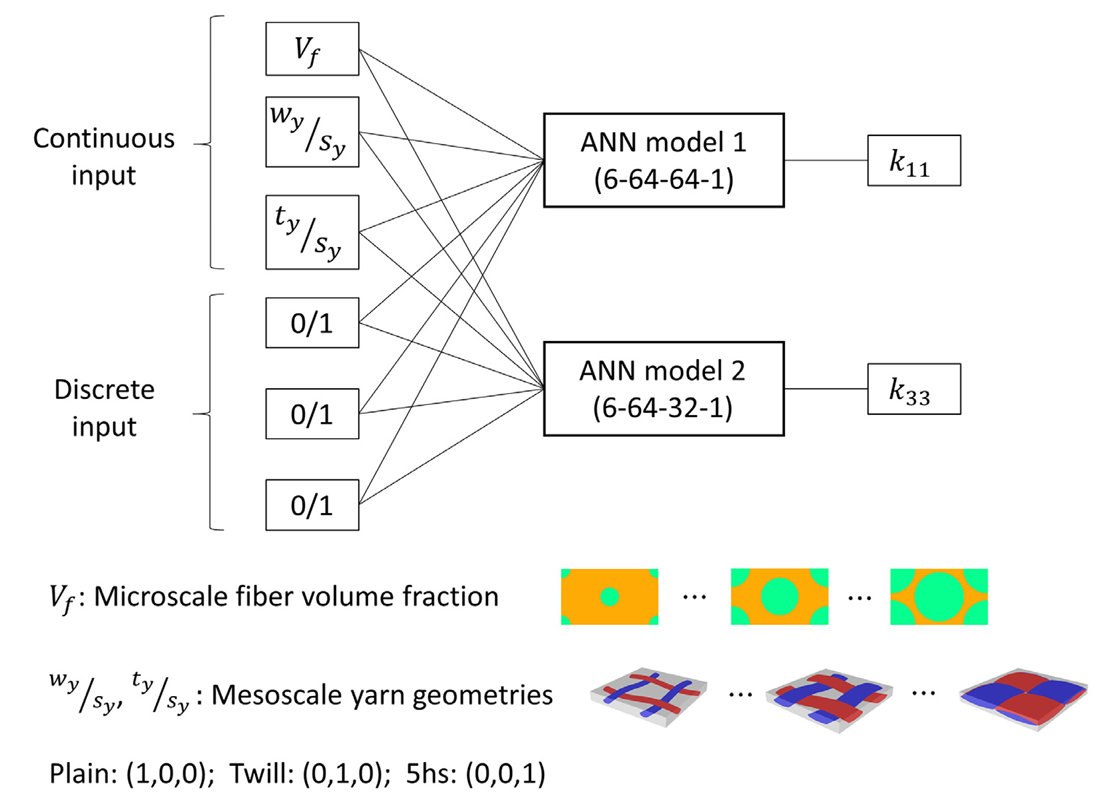 V_f
Continuous
input
w_y/s_y
t_y/s_y
ANN model 1
(6-64-64-1)
k_11
0/1
Discrete
input
0/1
0/1
ANN model 2
(6-64-32-1)
k_33
V_f: Microscale fiber volume fraction ... ...
w_y/s_y, t_y/s_y: Mesoscale yarn geometries ... ...
Plain: (1,0,0); Twill: (0,1,0); 5hs: (0,0,1)